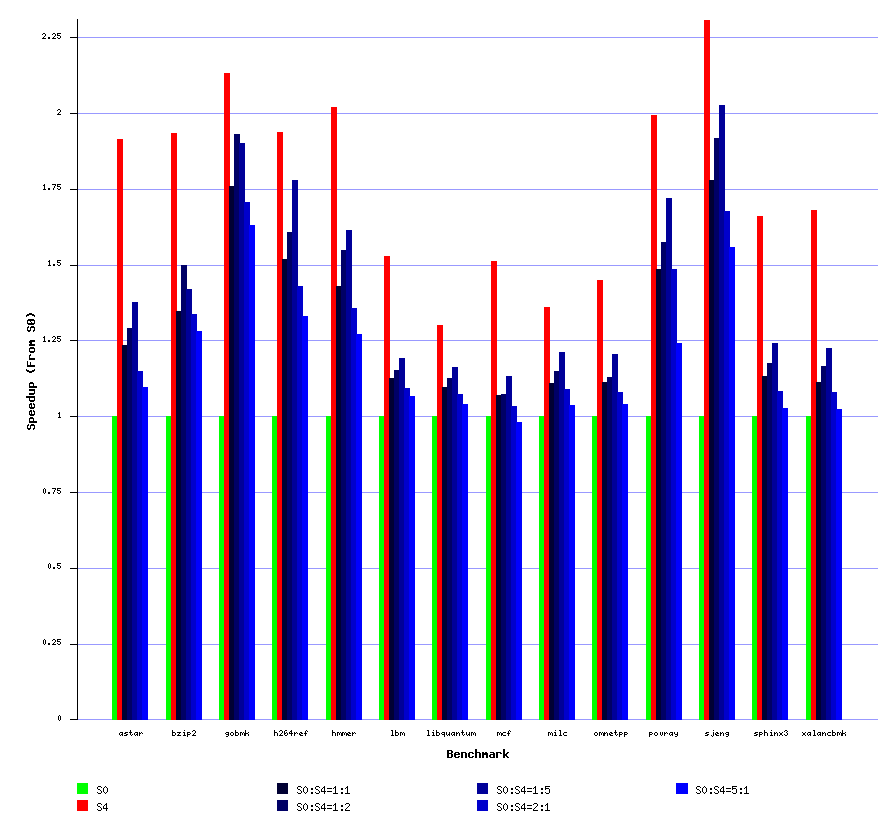 2.25
2
1.75
1.5
1.25
1
0.75
0.5
0.25
0
Speedup (From S0)
astar bzip2 gobmk h264ref hmmer lbm libquantum mcf milc omnetpp povray sjeng sphinx3 xalancbmk
Benchmark
S0 S0:S4=1:1 S0:S4=1:5 S0:S4=5:1
S4 S0:S4=1:2 S0:S4=2:1